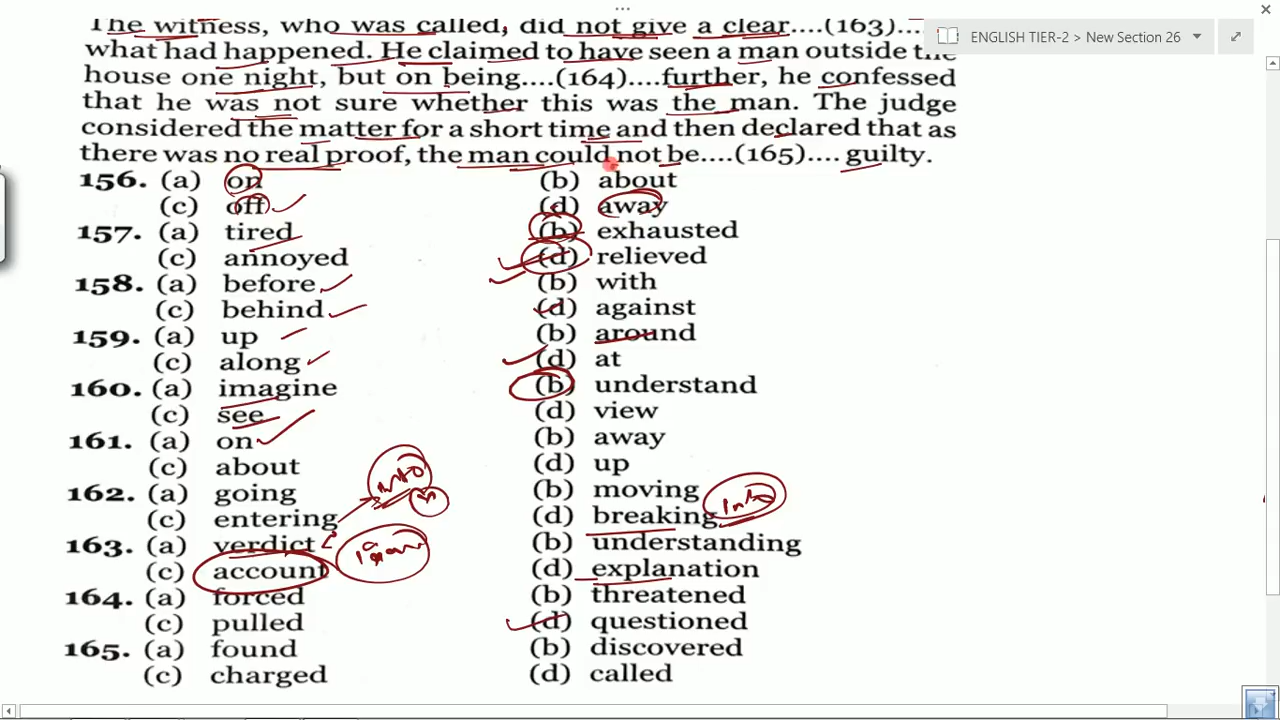 ENGLISH TIER-2 > New Section 26
The witness, who was called, did not give a clear....(163)....
what had happened. He claimed to have seen a man outside the
house one night, but on being....(164)....further, he confessed
that he was not sure whether this was the man. The judge
considered the matter for a short time and then declared that as
there was no real proof, the man could not be....(165).... guilty.
156. (a) on (b) about
(c) off (d) away
157. (a) tired (b) exhausted
(c) annoyed (d) relieved
158. (a) before (b) with
(c) behind (d) against
159. (a) up (b) around
(c) along (d) at
160. (a) imagine (b) understand
(c) see (d) view
161. (a) on (b) away
(c) about (d) up
162. (a) going (b) moving
(c) entering into (d) breaking into
163. (a) verdict (b) understanding
(c) account (d) explanation
164. (a) forced (b) threatened
(c) pulled (d) questioned
165. (a) found (b) discovered
(c) charged (d) called